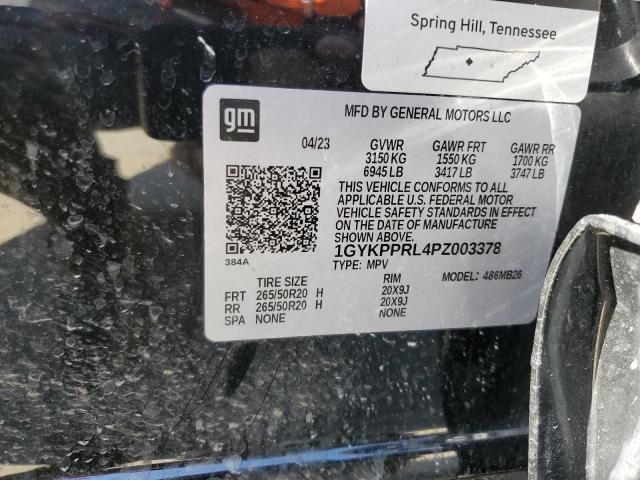 Spring Hill, Tennessee
gm
MFD BY GENERAL MOTORS LLC
04/23 GVWR GAWR FRT GAWR RR
3150 KG 1550 KG 1700 KG
6945 LB 3417 LB 3747 LB
THIS VEHICLE CONFORMS TO ALL
APPLICABLE U.S. FEDERAL MOTOR
VEHICLE SAFETY STANDARDS IN EFFECT
ON THE DATE OF MANUFACTURE
SHOWN ABOVE.
384A
1GYKPPRL4PZ003378
TYPE: MPV
MODEL: 486MB26
TIRE SIZE RIM
FRT 265/50R20 H 20X9J
RR 265/50R20 H 20X9J
SPA NONE NONE